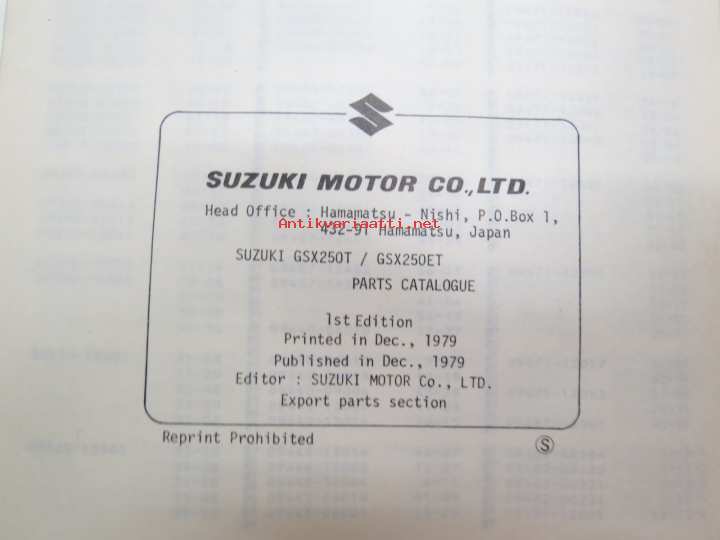 SUZUKI MOTOR CO.,LTD.
Head Office : Hamamatsu - Nishi, P.O.Box 1,
Antikvariaatti.net
432-91 Hamamatsu, Japan
SUZUKI GSX250T / GSX250ET
PARTS CATALOGUE
1st Edition
Printed in Dec., 1979
Published in Dec., 1979
Editor : SUZUKI MOTOR Co., LTD.
Export parts section
Reprint Prohibited
S